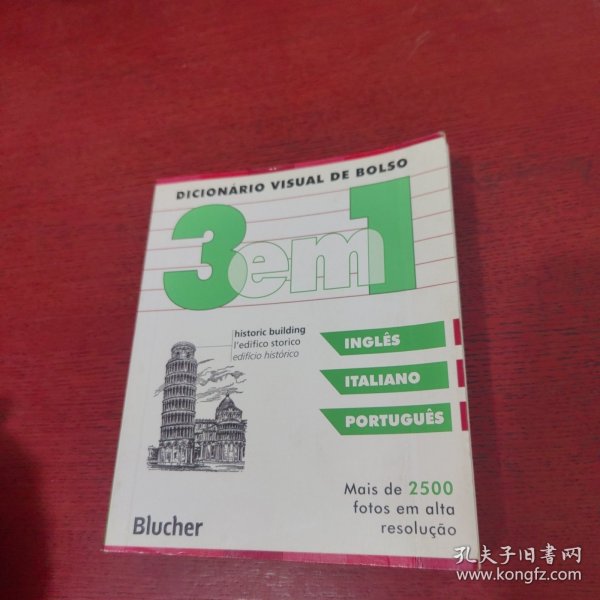 DICIONÁRIO VISUAL DE BOLSO
3em1
historic building
l'edifico storico
edifício histórico
INGLÊS
ITALIANO
PORTUGUÊS
Mais de 2500
fotos em alta
resolução
Blucher
孔夫子旧书网
www.kongfz.com